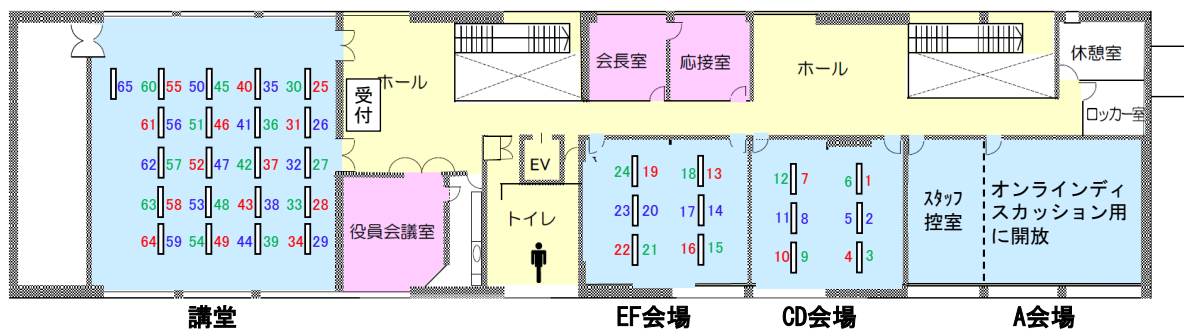 ホール
受付
会長室
応接室
ホール
休憩室
ロッカー室
65 60 55 50 45 40 35 30 25
61 56 51 46 41 36 31 26
62 57 52 47 42 37 32 27
63 58 53 48 43 38 33 28
64 59 54 49 44 39 34 29
役員会議室
EV
トイレ
24 19 18 13
23 20 17 14
22 21 16 15
12 7 6 1
11 8 5 2
10 9 4 3
スタッフ
控室
オンラインディ
スカッション用
に開放
講堂
EF会場
CD会場
A会場